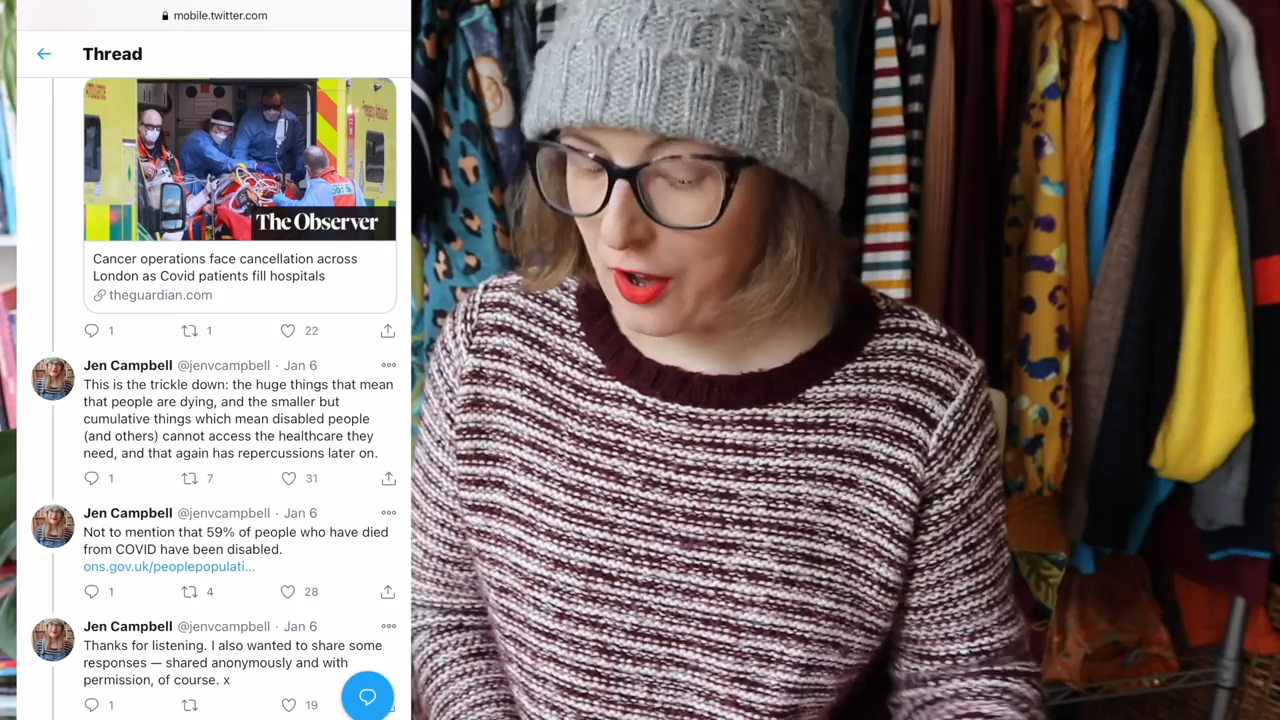 mobile.twitter.com
Thread
The Observer
Cancer operations face cancellation across
London as Covid patients fill hospitals
theguardian.com
1 1 22
Jen Campbell @jenvcampbell · Jan 6
This is the trickle down: the huge things that mean
that people are dying, and the smaller but
cumulative things which mean disabled people
(and others) cannot access the healthcare they
need, and that again has repercussions later on.
1 7 31
Jen Campbell @jenvcampbell · Jan 6
Not to mention that 59% of people who have died
from COVID have been disabled.
ons.gov.uk/peoplepopulati...
1 4 28
Jen Campbell @jenvcampbell · Jan 6
Thanks for listening. I also wanted to share some
responses — shared anonymously and with
permission, of course. x
1 19